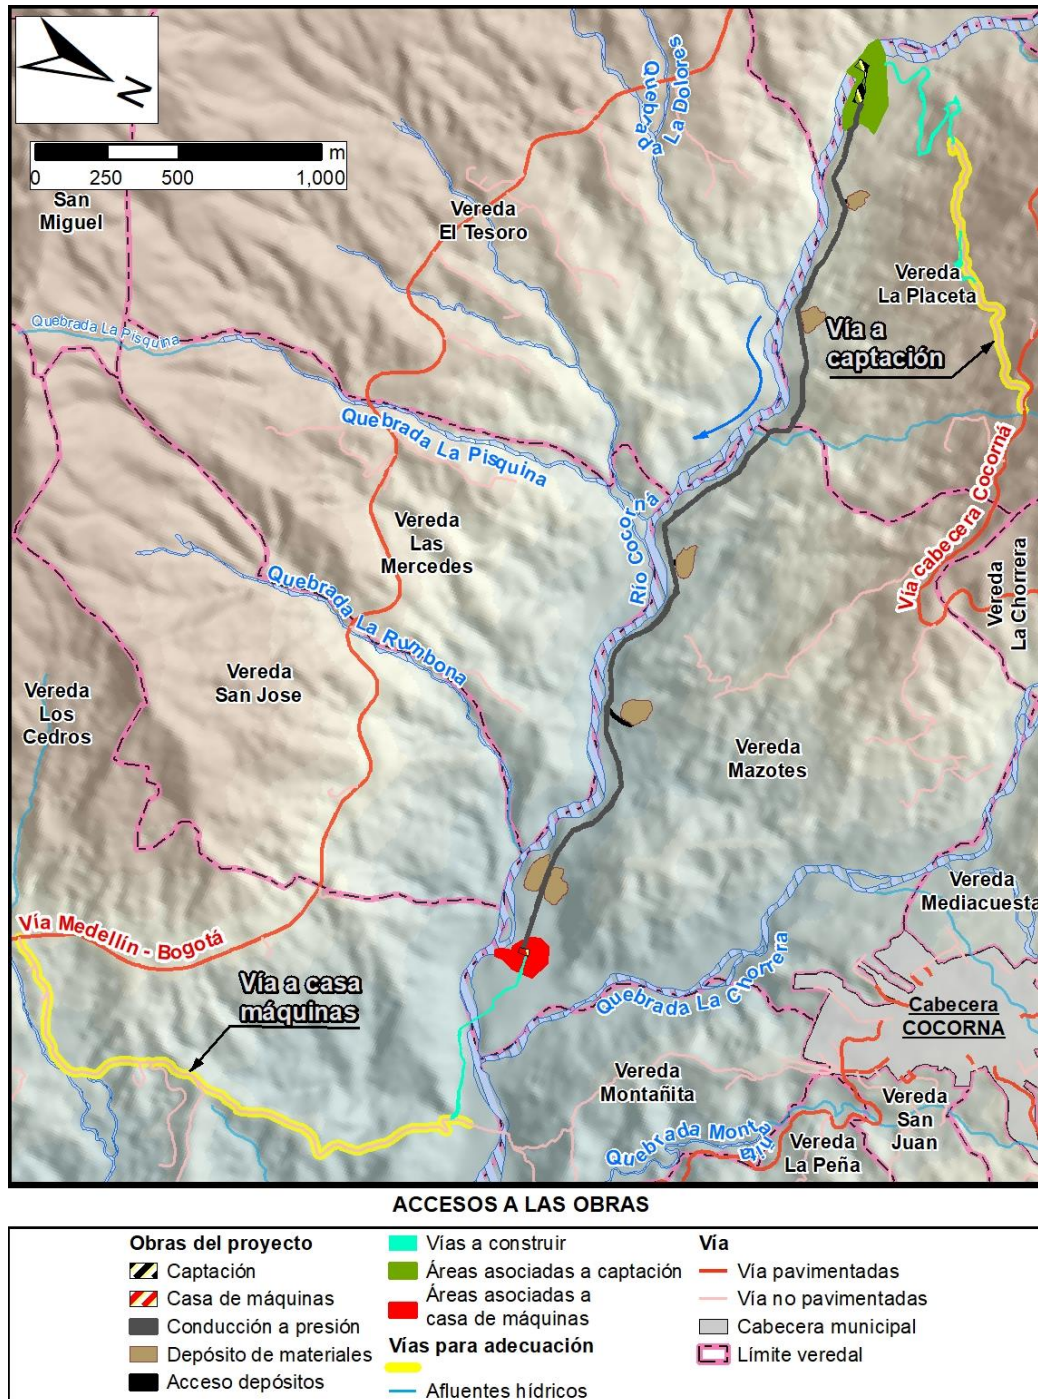 N
m
0 250 500 1,000
San
Miguel
Vereda
El Tesoro
Quebrada La Dolores
Vereda
La Placeta
Vía a
captación
Quebrada La Pisquina
Quebrada La Pisquina
Río Cocorná
Vía cabecera Cocorná
Vereda
La Chorrera
Vereda
Las
Mercedes
Quebrada La Rumbona
Vereda
San Jose
Vereda
Los
Cedros
Vereda
Mazotes
Vereda
Mediacuesta
Vía Medellín - Bogotá
Vía a casa
máquinas
Quebrada La Chorrera
Cabecera
COCORNA
Vereda
Montañita
Vereda
San
Juan
Quebrada Montañita
Vereda
La Peña
ACCESOS A LAS OBRAS
Obras del proyecto
Captación
Casa de máquinas
Conducción a presión
Depósito de materiales
Acceso depósitos
Vías a construir
Áreas asociadas a captación
Áreas asociadas a
casa de máquinas
Vías para adecuación
Afluentes hídricos
Vía
Vía pavimentadas
Vía no pavimentadas
Cabecera municipal
Límite veredal